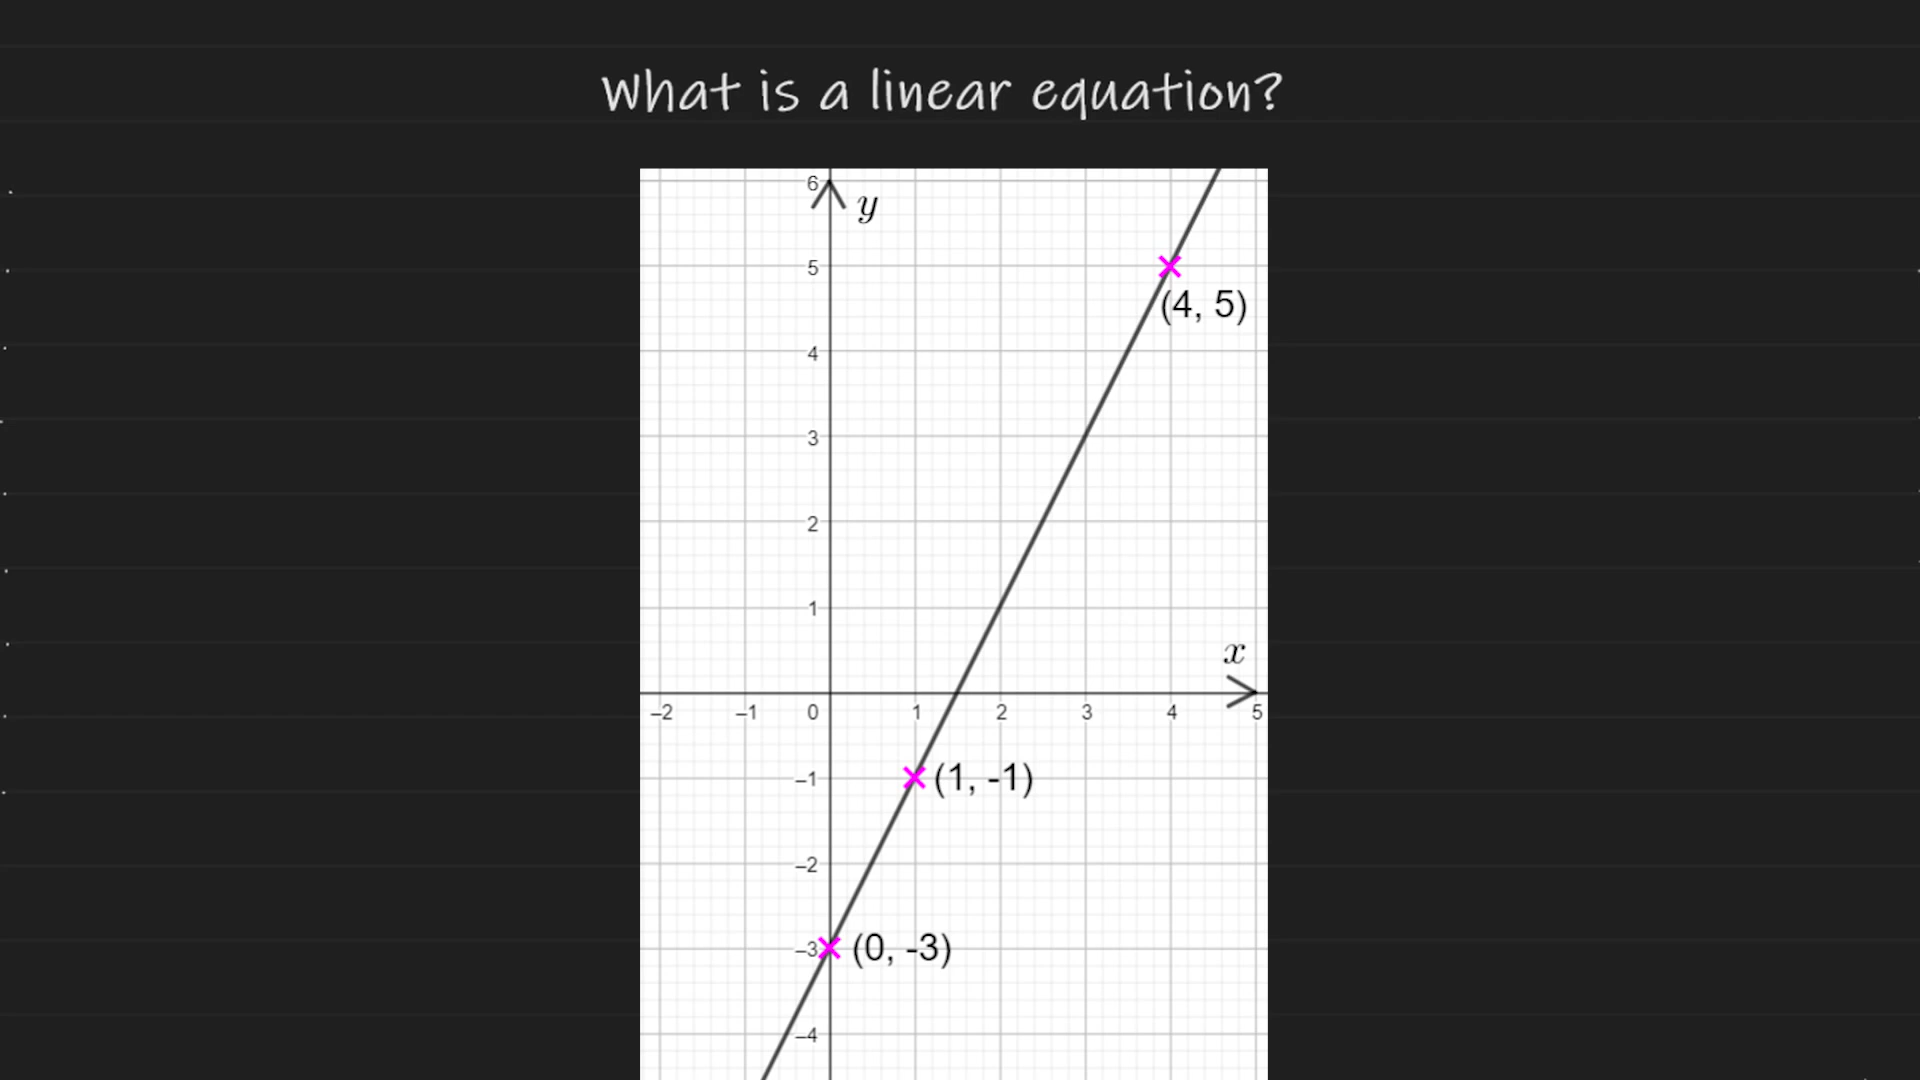 What is a linear equation?
6
y
5
(4, 5)
4
3
2
1
x
–2 –1 0 1 2 3 4 5
–1 (1, -1)
–2
–3 (0, -3)
–4